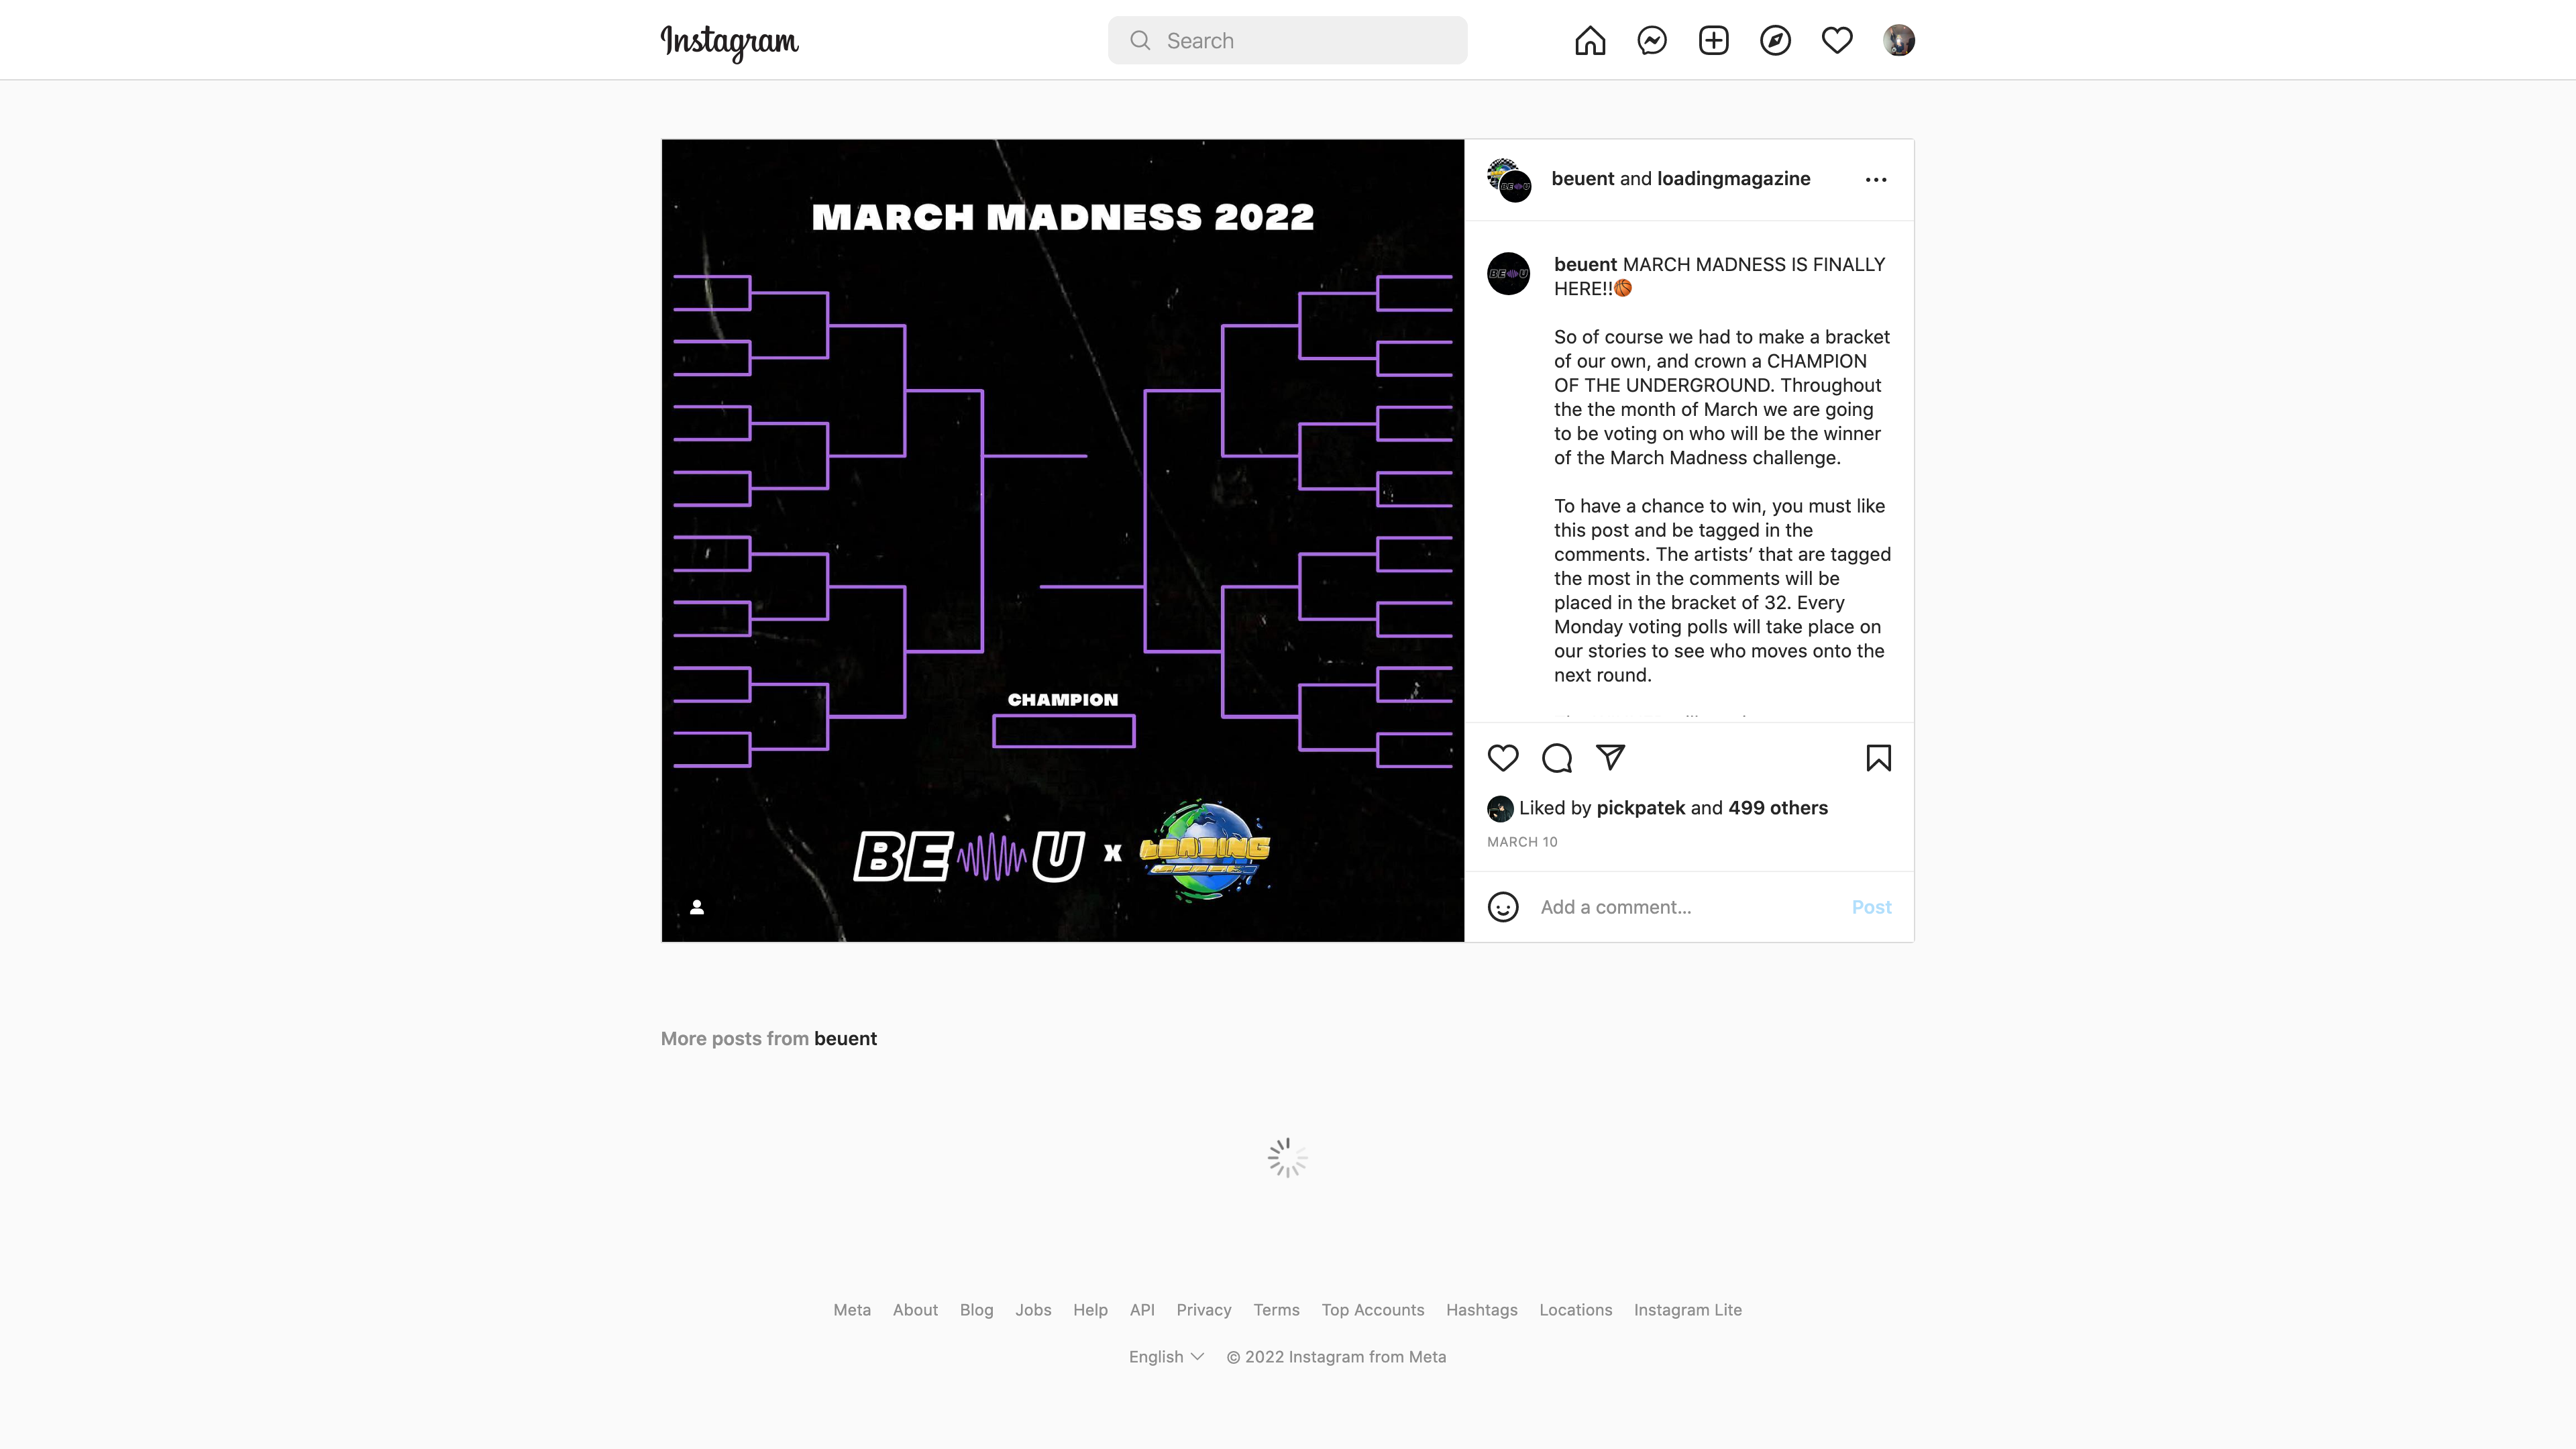 Instagram
Search
MARCH MADNESS 2022
CHAMPION
BE U x LOADING
beuent and loadingmagazine
beuent MARCH MADNESS IS FINALLY
HERE!!🏀
So of course we had to make a bracket
of our own, and crown a CHAMPION
OF THE UNDERGROUND. Throughout
the the month of March we are going
to be voting on who will be the winner
of the March Madness challenge.
To have a chance to win, you must like
this post and be tagged in the
comments. The artists’ that are tagged
the most in the comments will be
placed in the bracket of 32. Every
Monday voting polls will take place on
our stories to see who moves onto the
next round.
Liked by pickpatek and 499 others
MARCH 10
Add a comment...
Post
More posts from beuent
Meta About Blog Jobs Help API Privacy Terms Top Accounts Hashtags Locations Instagram Lite
English © 2022 Instagram from Meta